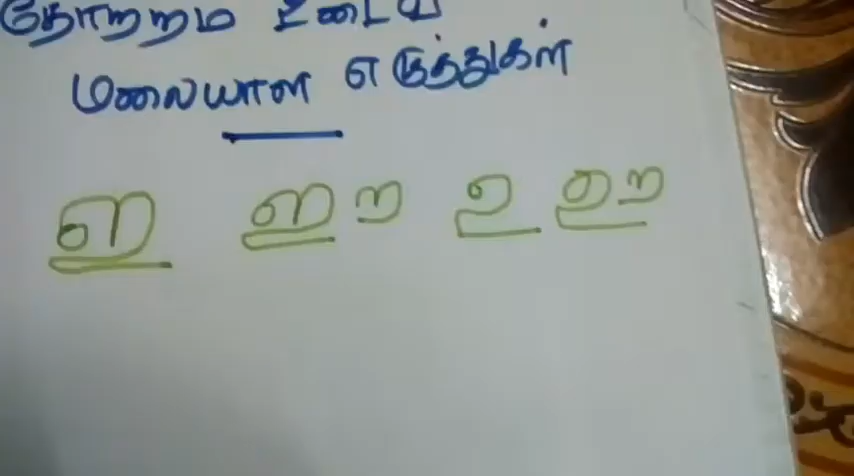 தோற்றம் உடைய
மலையாள எழுத்துகள்
ഇ ഈ ഉ ഊ